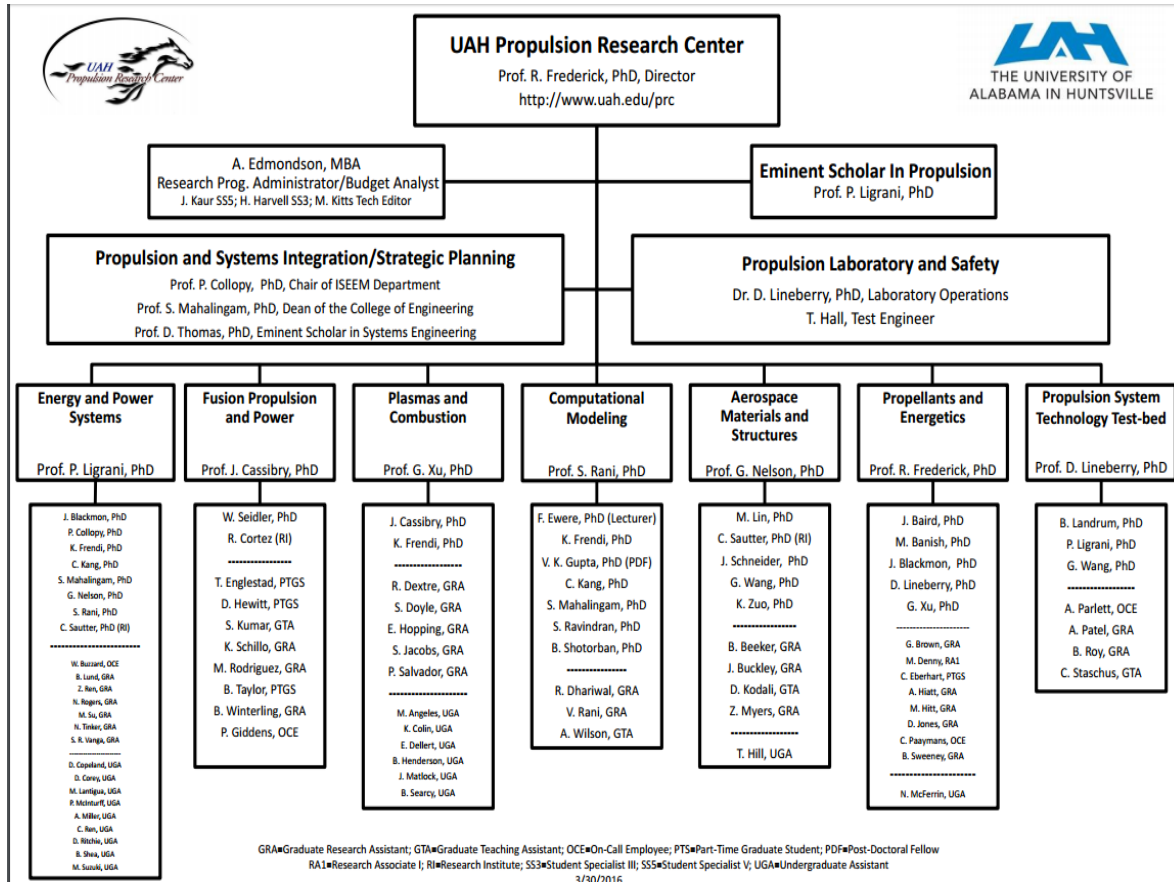 UAH
Propulsion Research Center
UAH Propulsion Research Center
Prof. R. Frederick, PhD, Director
http://www.uah.edu/prc
UAH
THE UNIVERSITY OF
ALABAMA IN HUNTSVILLE
A. Edmondson, MBA
Research Prog. Administrator/Budget Analyst
J. Kaur SS5; H. Harvell SS3; M. Kitts Tech Editor
Eminent Scholar In Propulsion
Prof. P. Ligrani, PhD
Propulsion and Systems Integration/Strategic Planning
Prof. P. Collopy, PhD, Chair of ISEEM Department
Prof. S. Mahalingam, PhD, Dean of the College of Engineering
Prof. D. Thomas, PhD, Eminent Scholar in Systems Engineering
Propulsion Laboratory and Safety
Dr. D. Lineberry, PhD, Laboratory Operations
T. Hall, Test Engineer
Energy and Power
Systems
Prof. P. Ligrani, PhD
J. Blackmon, PhD
P. Collopy, PhD
K. Frendi, PhD
C. Kang, PhD
S. Mahalingam, PhD
G. Nelson, PhD
S. Rani, PhD
C. Sautter, PhD (RI)
------------------------
W. Buzzard, OCE
B. Lund, GRA
Z. Ren, GRA
N. Rogers, GRA
M. Su, GRA
N. Tinker, GRA
S. R. Vanga, GRA
------------------------
D. Copeland, UGA
D. Corey, UGA
M. Lantigua, UGA
P. McInturff, UGA
A. Miller, UGA
C. Ren, UGA
D. Ritchie, UGA
B. Shea, UGA
M. Suzuki, UGA
Fusion Propulsion
and Power
Prof. J. Cassibry, PhD
W. Seidler, PhD
R. Cortez (RI)
-----------------
T. Englestad, PTGS
D. Hewitt, PTGS
S. Kumar, GTA
K. Schillo, GRA
M. Rodriguez, GRA
B. Taylor, PTGS
B. Winterling, GRA
P. Giddens, OCE
Plasmas and
Combustion
Prof. G. Xu, PhD
J. Cassibry, PhD
K. Frendi, PhD
-------------------
R. Dextre, GRA
S. Doyle, GRA
E. Hopping, GRA
S. Jacobs, GRA
P. Salvador, GRA
--------------------
M. Angeles, UGA
K. Colin, UGA
E. Dellert, UGA
B. Henderson, UGA
J. Matlock, UGA
B. Searcy, UGA
Computational
Modeling
Prof. S. Rani, PhD
F. Ewere, PhD (Lecturer)
K. Frendi, PhD
V. K. Gupta, PhD (PDF)
C. Kang, PhD
S. Mahalingam, PhD
S. Ravindran, PhD
B. Shotorban, PhD
----------------
R. Dhariwal, GRA
V. Rani, GRA
A. Wilson, GTA
Aerospace
Materials and
Structures
Prof. G. Nelson, PhD
M. Lin, PhD
C. Sautter, PhD (RI)
J. Schneider, PhD
G. Wang, PhD
K. Zuo, PhD
-----------------
B. Beeker, GRA
J. Buckley, GRA
D. Kodali, GTA
Z. Myers, GRA
------------------
T. Hill, UGA
Propellants and
Energetics
Prof. R. Frederick, PhD
J. Baird, PhD
M. Banish, PhD
J. Blackmon, PhD
D. Lineberry, PhD
G. Xu, PhD
----------------------
G. Brown, GRA
M. Denny, RA1
C. Eberhart, PTGS
A. Hiatt, GRA
M. Hitt, GRA
D. Jones, GRA
C. Paaymans, OCE
B. Sweeney, GRA
-----------------------
N. McFerrin, UGA
Propulsion System
Technology Test-bed
Prof. D. Lineberry, PhD
B. Landrum, PhD
P. Ligrani, PhD
G. Wang, PhD
------------------
A. Parlett, OCE
A. Patel, GRA
B. Roy, GRA
C. Staschus, GTA
GRA=Graduate Research Assistant; GTA=Graduate Teaching Assistant; OCE=On-Call Employee; PTS=Part-Time Graduate Student; PDF=Post-Doctoral Fellow
RA1=Research Associate I; RI=Research Institute; SS3=Student Specialist III; SS5=Student Specialist V; UGA=Undergraduate Assistant
3/30/2016